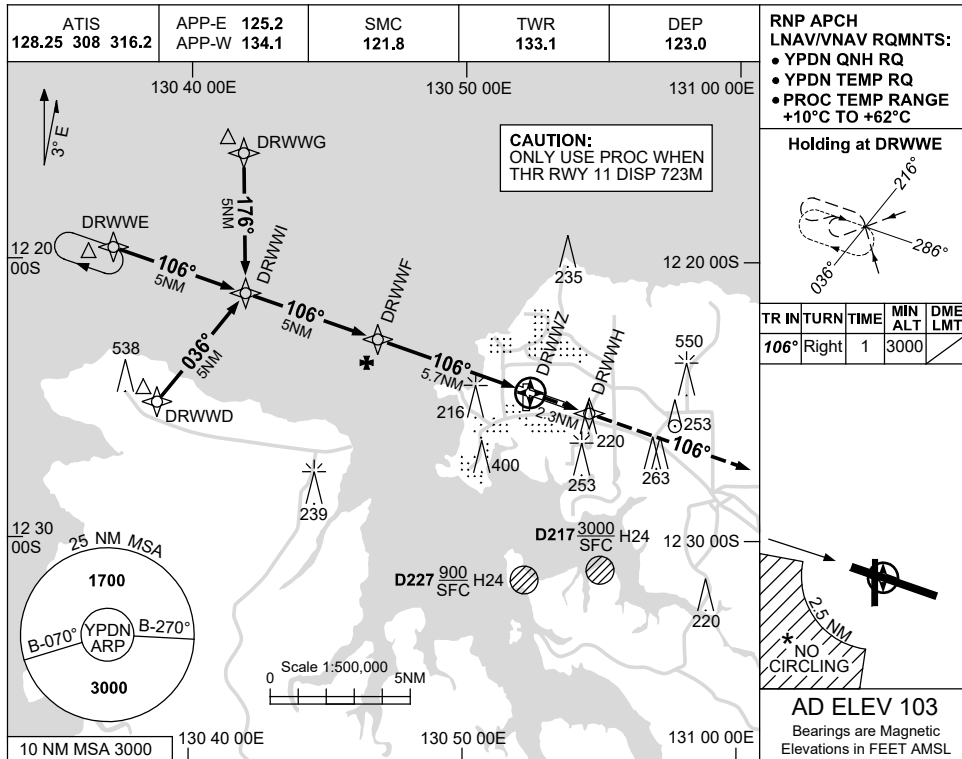 ATIS
128.25 308 316.2
APP-E 125.2
APP-W 134.1
SMC
121.8
TWR
133.1
DEP
123.0
RNP APCH
LNAV/VNAV RQMNTS:
• YPDN QNH RQ
• YPDN TEMP RQ
• PROC TEMP RANGE
+10°C TO +62°C
130 40 00E
130 50 00E
131 00 00E
3° E
DRWWG
CAUTION:
ONLY USE PROC WHEN
THR RWY 11 DISP 723M
Holding at DRWWE
216°
286°
036°
DRWWE
176°
5NM
DRWWI
12 20
00S
106°
5NM
106°
5NM
DRWWF
235
12 20 00S
TR IN TURN TIME MIN ALT DME LMT
106° Right 1 3000
036°
5NM
538
DRWWD
106°
5.7NM
DRWWZ
DRWWH
550
216
2.3NM
220
253
106°
400
253
263
239
12 30
00S
D217 3000 SFC H24
12 30 00S
D227 900 SFC H24
220
25 NM MSA
1700
B-070°
YPDN
ARP
B-270°
3000
Scale 1:500,000
0
5NM
2.5 NM
* NO
CIRCLING
AD ELEV 103
Bearings are Magnetic
Elevations in FEET AMSL
10 NM MSA 3000
130 40 00E
130 50 00E
131 00 00E